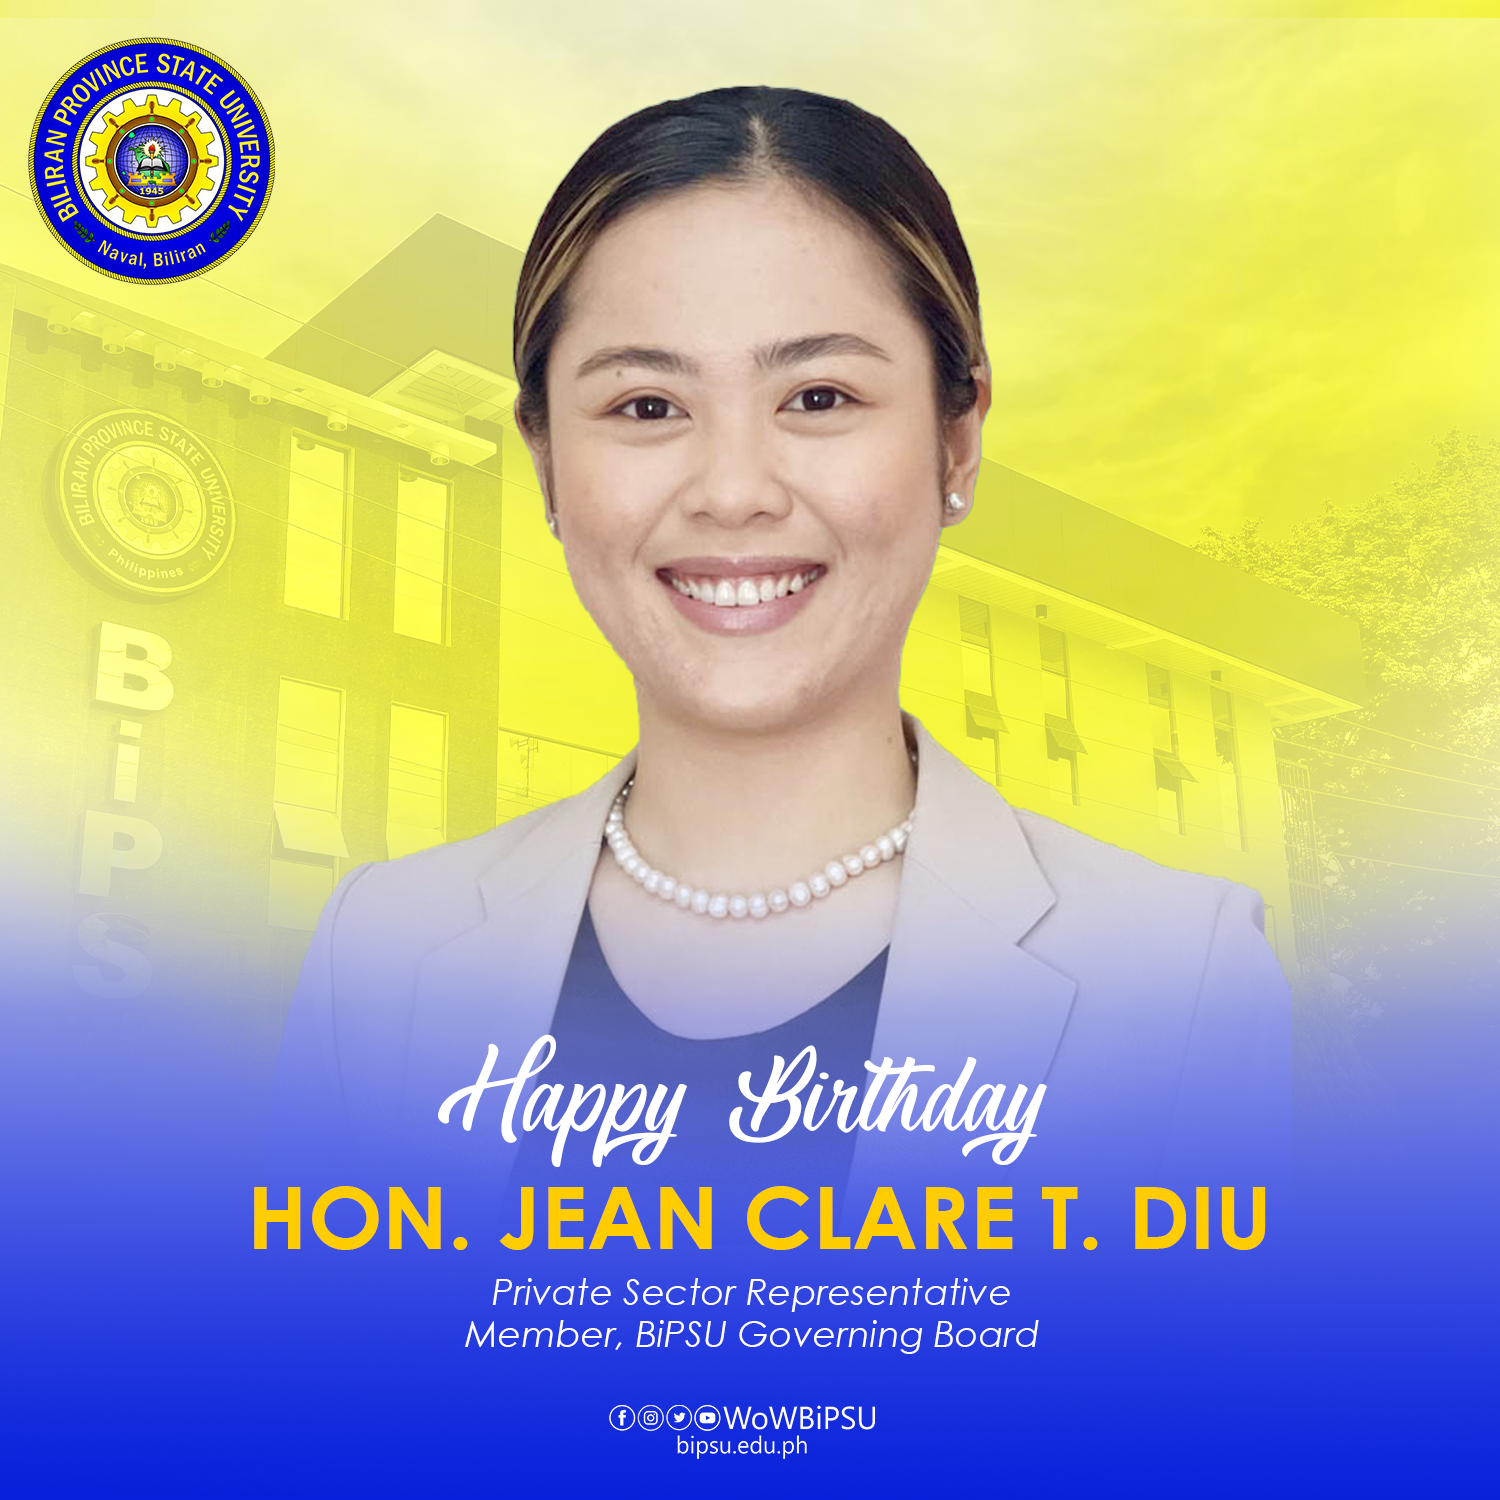 BILIRAN PROVINCE STATE UNIVERSITY
1945
Naval, Biliran
BILIRAN PROVINCE STATE UNIVERSITY
1945
Philippines
BiPS
Happy Birthday
HON. JEAN CLARE T. DIU
Private Sector Representative
Member, BiPSU Governing Board
WoWBiPSU
bipsu.edu.ph